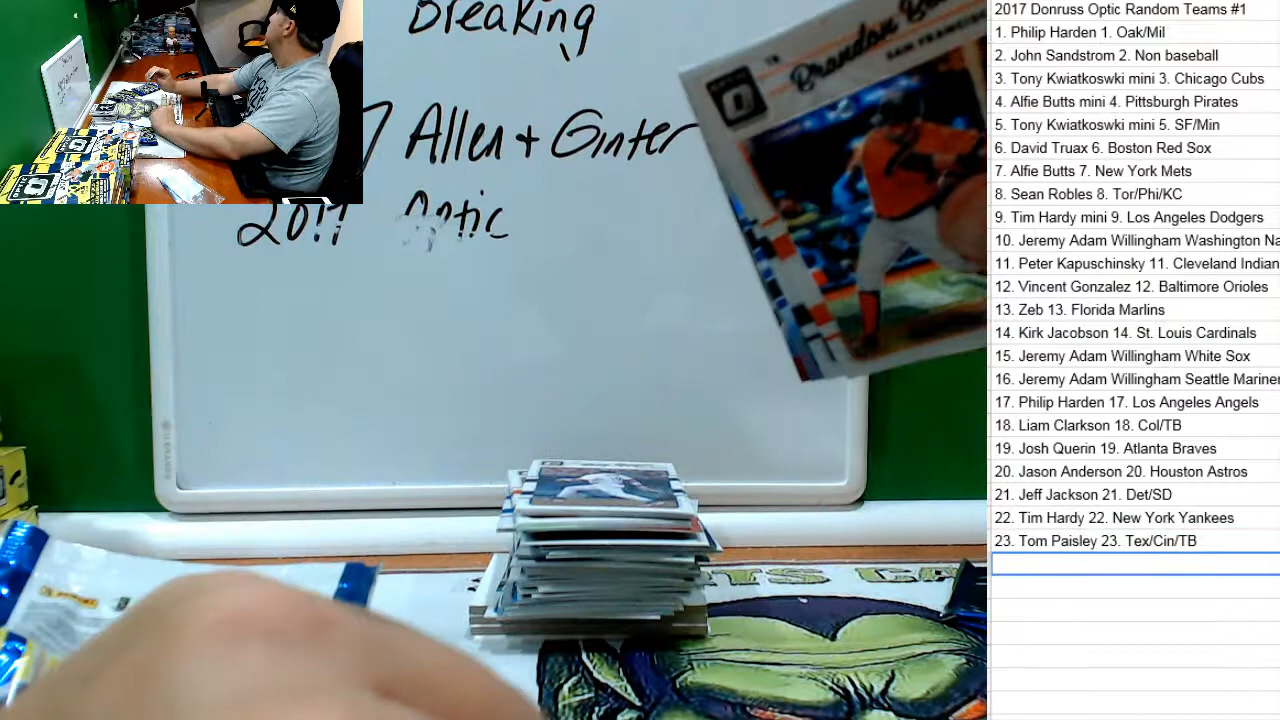 Breaking
7 Allen + Ginter
2017 Optic
Brandon
SAN FRANCISCO
2017 Donruss Optic Random Teams #1
1. Philip Harden 1. Oak/Mil
2. John Sandstrom 2. Non baseball
3. Tony Kwiatkoswki mini 3. Chicago Cubs
4. Alfie Butts mini 4. Pittsburgh Pirates
5. Tony Kwiatkoswki mini 5. SF/Min
6. David Truax 6. Boston Red Sox
7. Alfie Butts 7. New York Mets
8. Sean Robles 8. Tor/Phi/KC
9. Tim Hardy mini 9. Los Angeles Dodgers
10. Jeremy Adam Willingham Washington Na
11. Peter Kapuschinsky 11. Cleveland Indian
12. Vincent Gonzalez 12. Baltimore Orioles
13. Zeb 13. Florida Marlins
14. Kirk Jacobson 14. St. Louis Cardinals
15. Jeremy Adam Willingham White Sox
16. Jeremy Adam Willingham Seattle Mariner
17. Philip Harden 17. Los Angeles Angels
18. Liam Clarkson 18. Col/TB
19. Josh Querin 19. Atlanta Braves
20. Jason Anderson 20. Houston Astros
21. Jeff Jackson 21. Det/SD
22. Tim Hardy 22. New York Yankees
23. Tom Paisley 23. Tex/Cin/TB